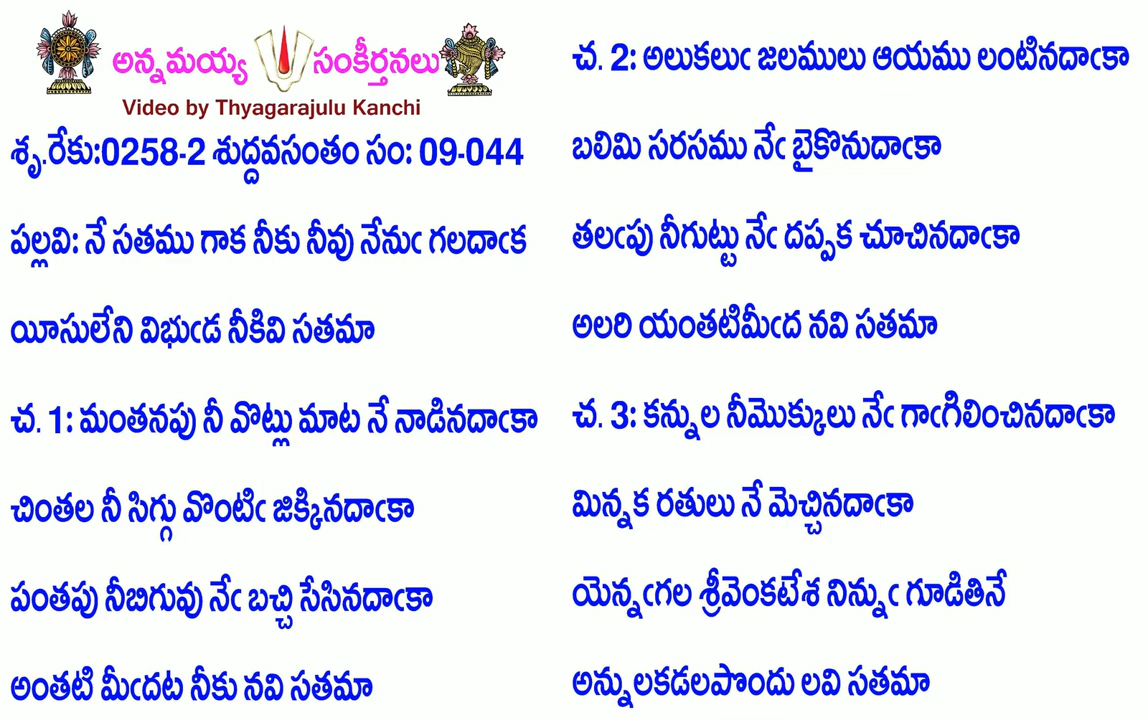 అన్నమయ్య సంకీర్తనలు
Video by Thyagarajulu Kanchi
శృ.రేకు:0258-2 శుద్దవసంతం సం: 09-044
పల్లవి: నే సతము గాక నీకు నీవు నేనుఁ గలదాఁక
యీసులేని విభుఁడ నీకివి సతమా
చ. 1: మంతనపు నీ వొట్లు మాట నే నాడినదాఁకా
చింతల నీ సిగ్గు వొంటిఁ జిక్కినదాఁకా
పంతపు నీబిగువు నేఁ బచ్చి సేసినదాఁకా
అంతటి మీఁదట నీకు నవి సతమా
చ. 2: అలుకలుఁ జలములు ఆయము లంటినదాఁకా
బలిమి సరసము నేఁ బైకొనుదాఁకా
తలఁపు నీగుట్టు నేఁ దప్పక చూచినదాఁకా
అలరి యంతటిమీఁద నవి సతమా
చ. 3: కన్నుల నీమొక్కులు నేఁ గాఁగిలించినదాఁకా
మిన్నక రతులు నే మెచ్చినదాఁకా
యెన్నఁగల శ్రీవెంకటేశ నిన్నుఁ గూడితినే
అన్నులకడలపొందు లవి సతమా